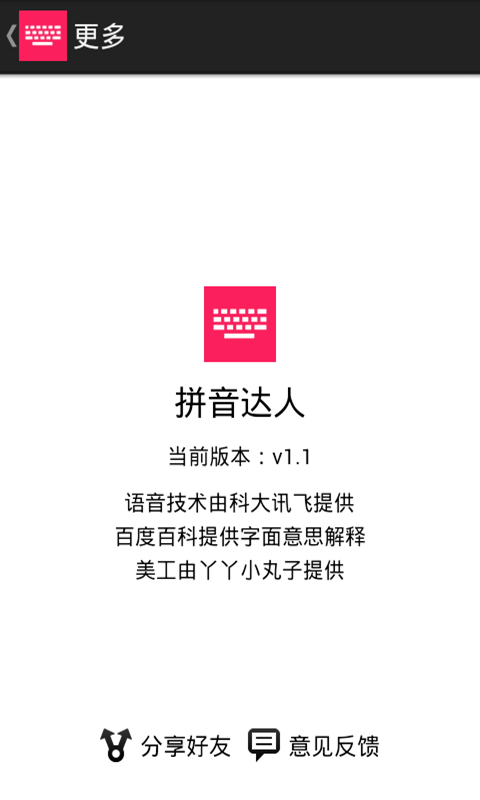 更多
拼音达人
当前版本：v1.1
语音技术由科大讯飞提供
百度百科提供字面意思解释
美工由丫丫小丸子提供
分享好友 意见反馈